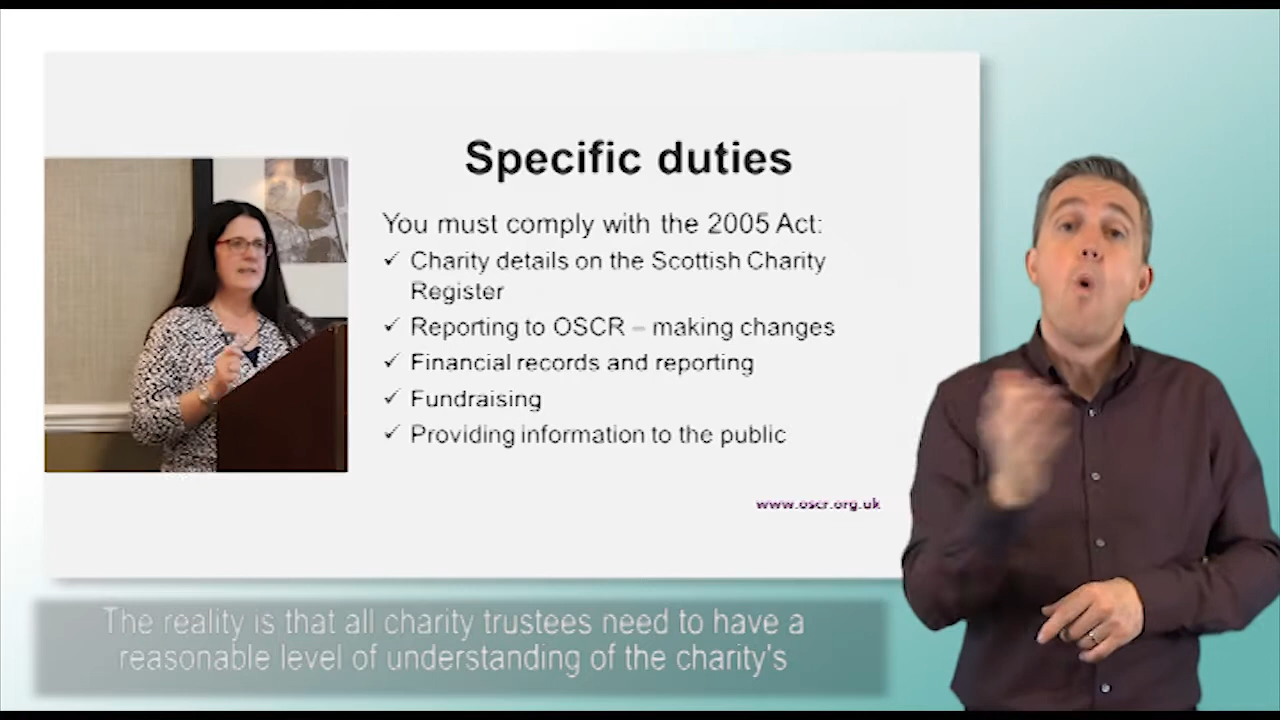 Specific duties
You must comply with the 2005 Act:
✓ Charity details on the Scottish Charity
Register
✓ Reporting to OSCR – making changes
✓ Financial records and reporting
✓ Fundraising
✓ Providing information to the public
www.oscr.org.uk
The reality is that all charity trustees need to have a
reasonable level of understanding of the charity's